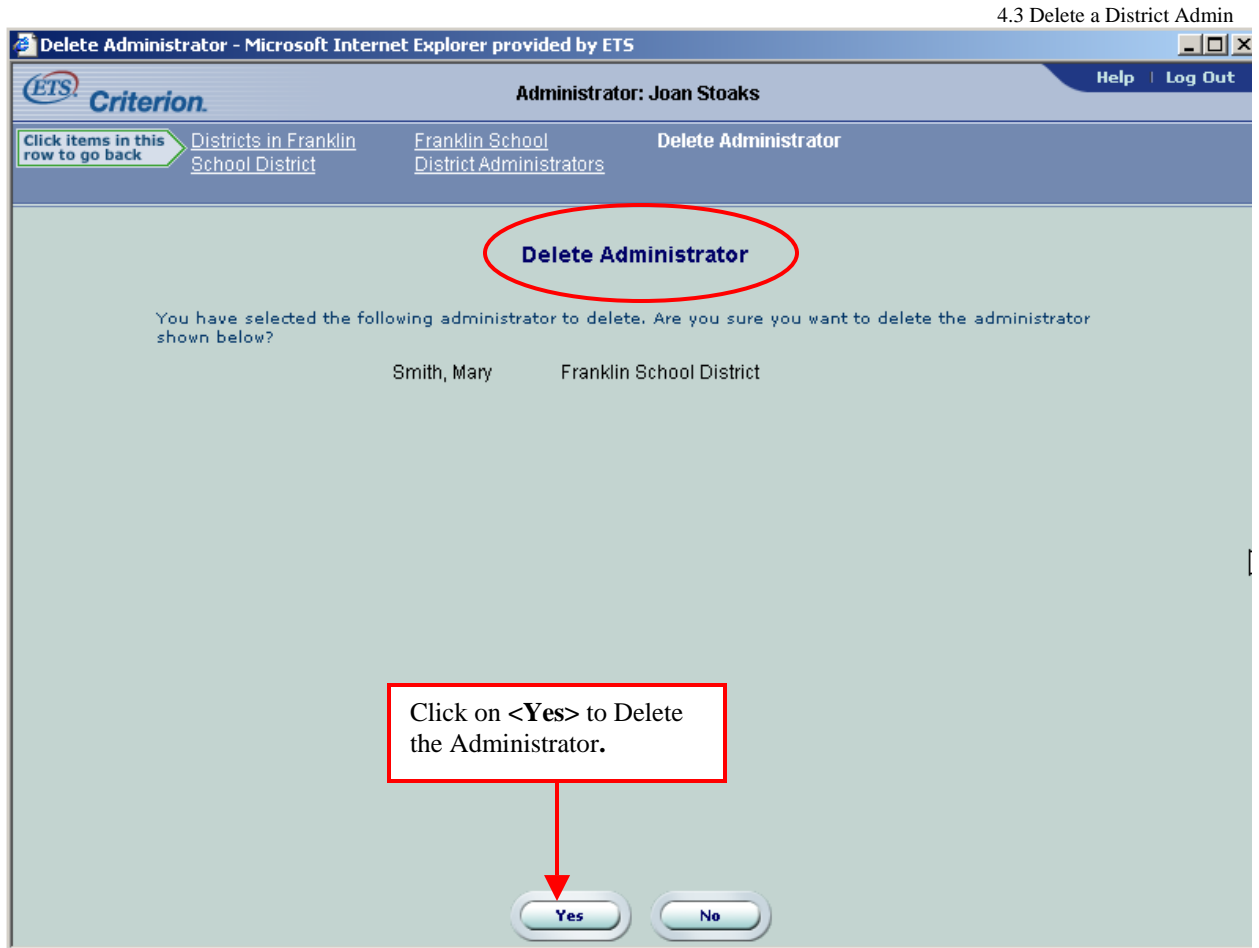 4.3 Delete a District Admin
Delete Administrator - Microsoft Internet Explorer provided by ETS
ETS Criterion.
Administrator: Joan Stoaks
Help | Log Out
Click items in this
row to go back
Districts in Franklin
School District
Franklin School
District Administrators
Delete Administrator
Delete Administrator
You have selected the following administrator to delete. Are you sure you want to delete the administrator
shown below?
Smith, Mary Franklin School District
Click on <Yes> to Delete
the Administrator.
Yes No